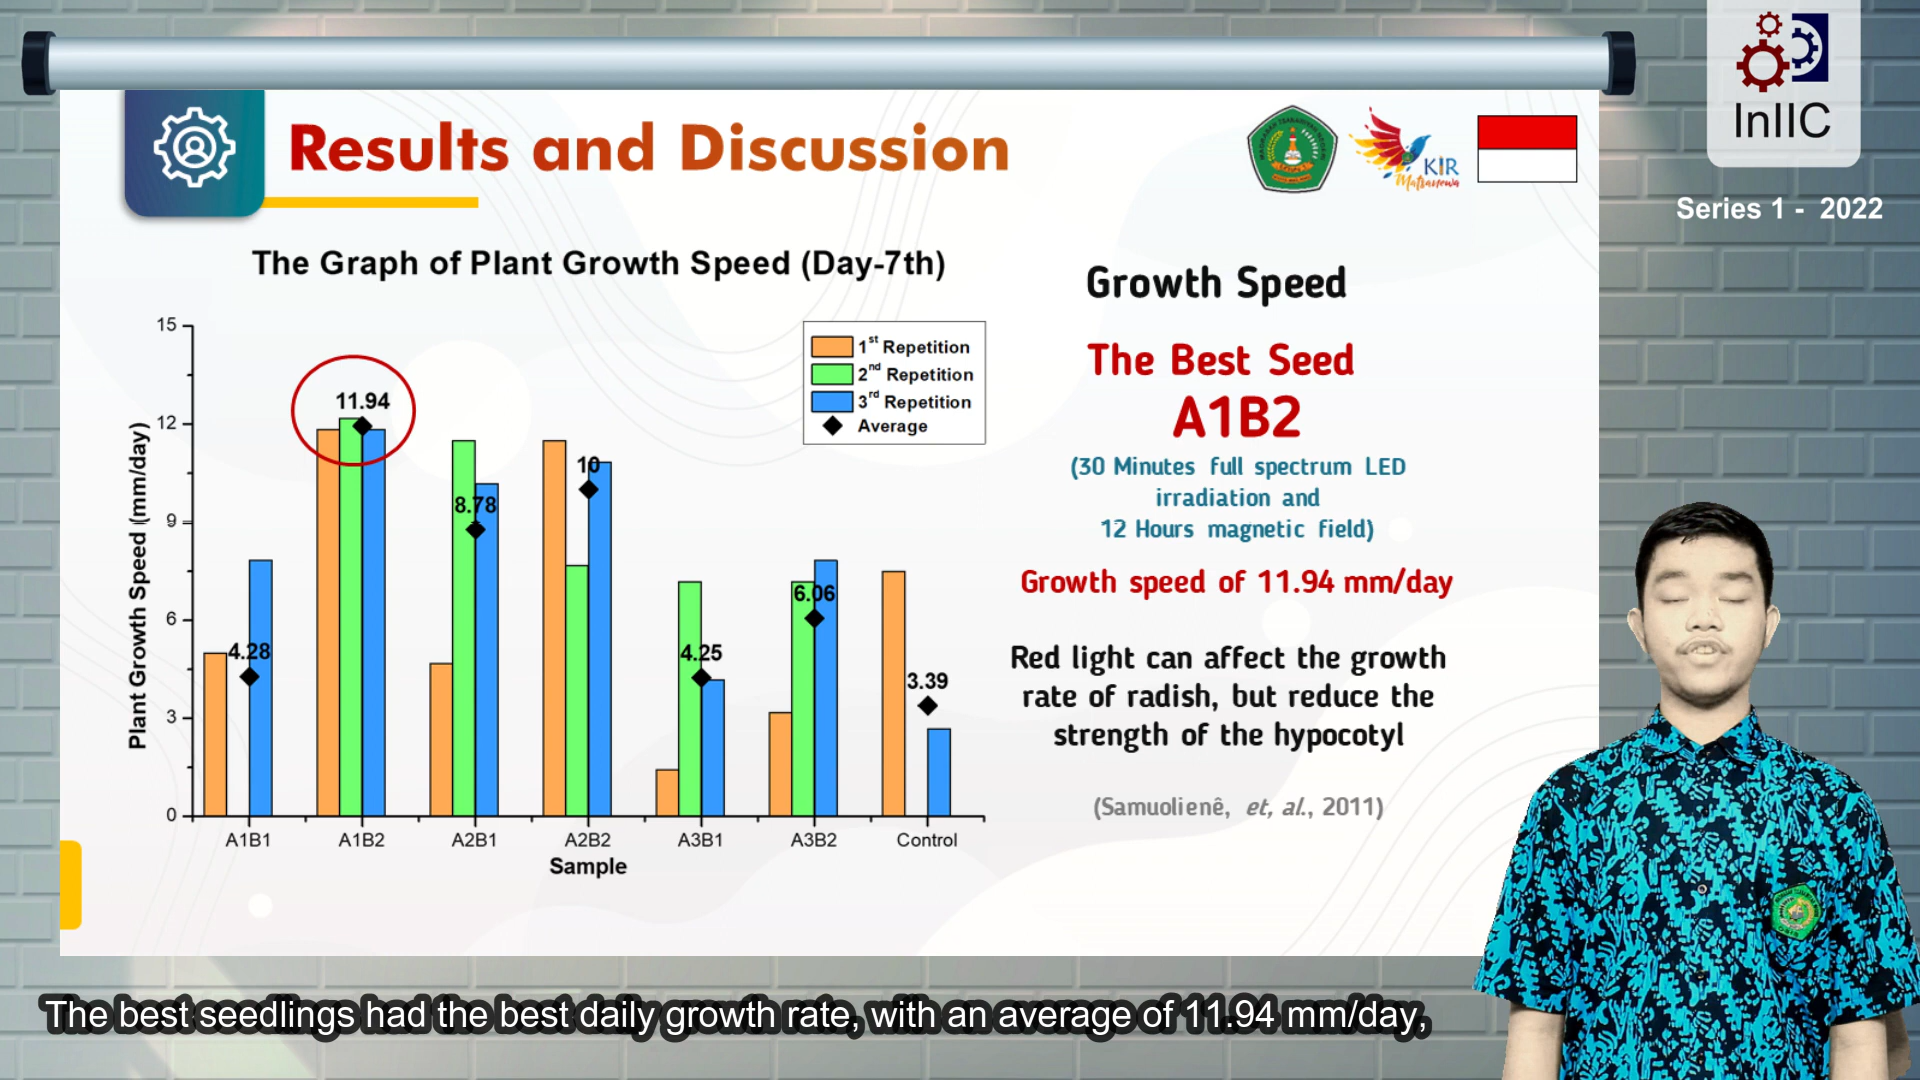 InIIC
Series 1 - 2022
Results and Discussion
KIR
Matranewa
The Graph of Plant Growth Speed (Day-7th)
Plant Growth Speed (mm/day)
15
12
9
6
3
0
1st Repetition
2nd Repetition
3rd Repetition
Average
4.28
11.94
8.78
10
4.25
6.06
3.39
A1B1
A1B2
A2B1
A2B2
A3B1
A3B2
Control
Sample
Growth Speed
The Best Seed
A1B2
(30 Minutes full spectrum LED
irradiation and
12 Hours magnetic field)
Growth speed of 11.94 mm/day
Red light can affect the growth
rate of radish, but reduce the
strength of the hypocotyl
(Samuolienê, et, al., 2011)
The best seedlings had the best daily growth rate, with an average of 11.94 mm/day,